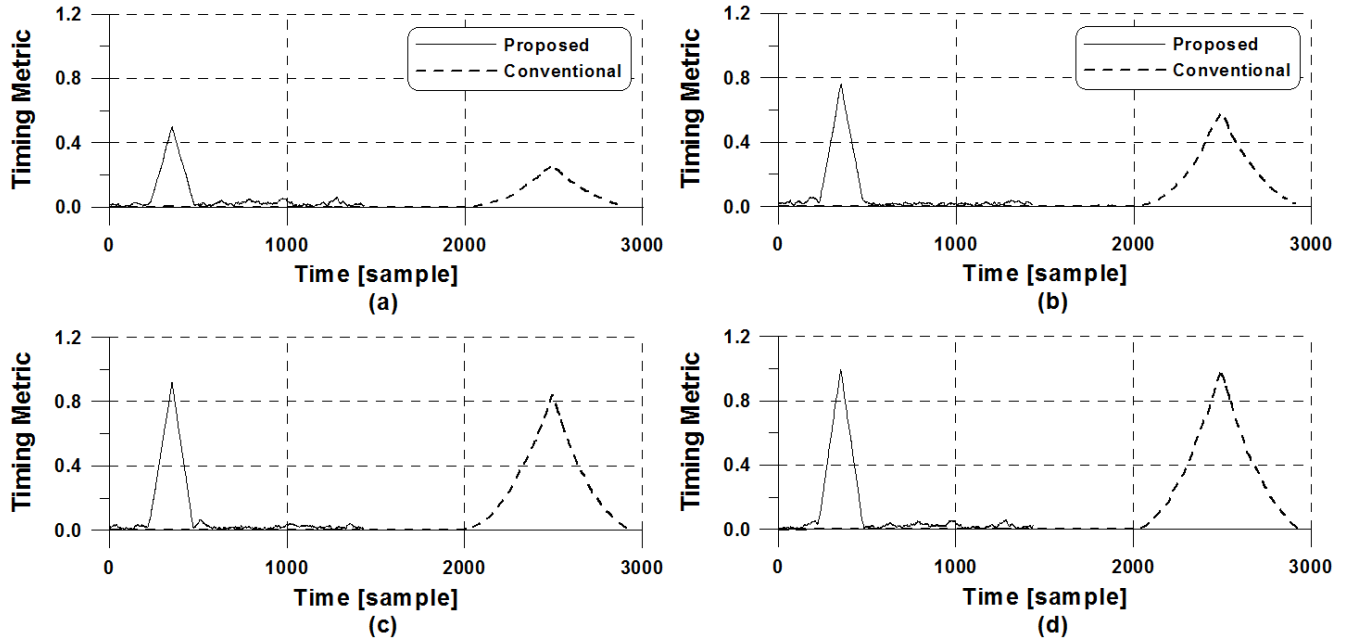 1.2
0.8
0.4
0.0
Timing Metric
Proposed
Conventional
0
1000
2000
3000
Time [sample]
(a)
1.2
0.8
0.4
0.0
Timing Metric
Proposed
Conventional
0
1000
2000
3000
Time [sample]
(b)
1.2
0.8
0.4
0.0
Timing Metric
0
1000
2000
3000
Time [sample]
(c)
1.2
0.8
0.4
0.0
Timing Metric
0
1000
2000
3000
Time [sample]
(d)